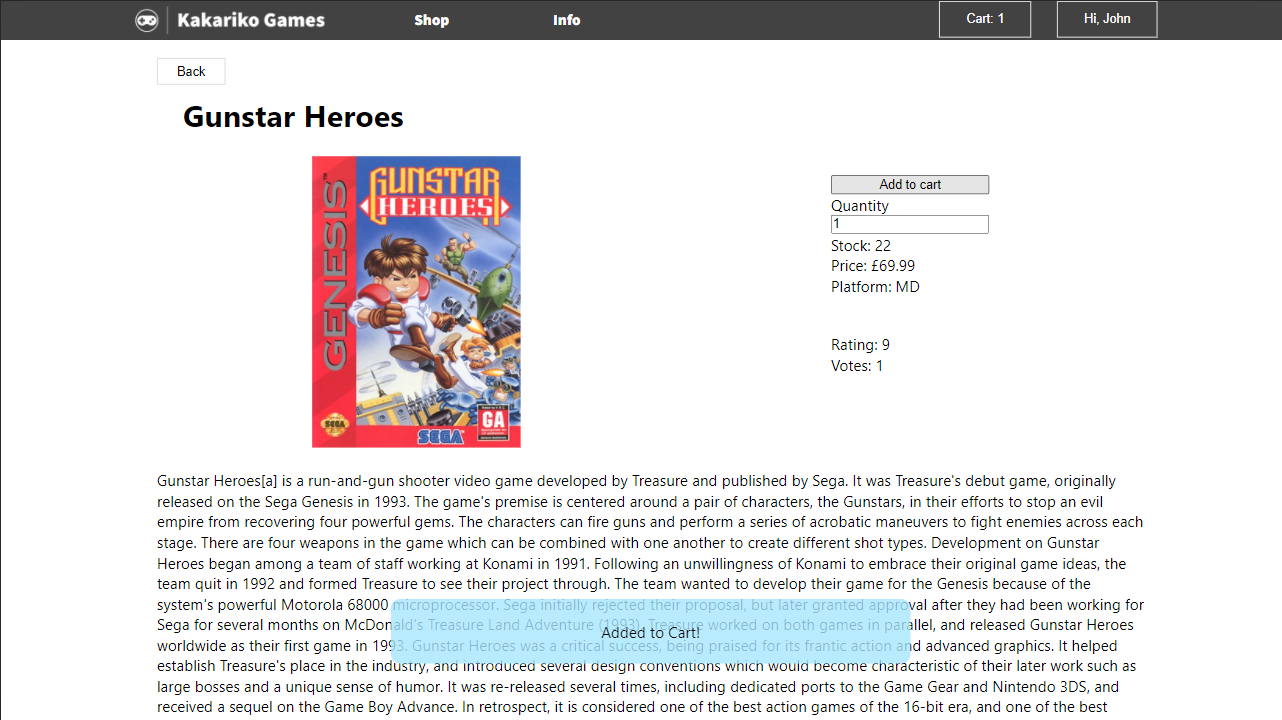 Kakariko Games
Shop
Info
Cart: 1
Hi, John
Back
Gunstar Heroes
GENESIS
GUNSTAR
HEROES
GA
SEGA
SEGA
Add to cart
Quantity
1
Stock: 22
Price: £69.99
Platform: MD
Rating: 9
Votes: 1
Gunstar Heroes[a] is a run-and-gun shooter video game developed by Treasure and published by Sega. It was Treasure's debut game, originally
released on the Sega Genesis in 1993. The game's premise is centered around a pair of characters, the Gunstars, in their efforts to stop an evil
empire from recovering four powerful gems. The characters can fire guns and perform a series of acrobatic maneuvers to fight enemies across each
stage. There are four weapons in the game which can be combined with one another to create different shot types. Development on Gunstar
Heroes began among a team of staff working at Konami in 1991. Following an unwillingness of Konami to embrace their original game ideas, the
team quit in 1992 and formed Treasure to see their project through. The team wanted to develop their game for the Genesis because of the
system's powerful Motorola 68000 microprocessor. Sega initially rejected their proposal, but later granted approval after they had been working for
Sega for several months on McDonald's Treasure Land Adventure (1993). Treasure worked on both games in parallel, and released Gunstar Heroes
worldwide as their first game in 1993. Gunstar Heroes was a critical success, being praised for its frantic action and advanced graphics. It helped
establish Treasure's place in the industry, and introduced several design conventions which would become characteristic of their later work such as
large bosses and a unique sense of humor. It was re-released several times, including dedicated ports to the Game Gear and Nintendo 3DS, and
received a sequel on the Game Boy Advance. In retrospect, it is considered one of the best action games of the 16-bit era, and one of the best
Added to Cart!